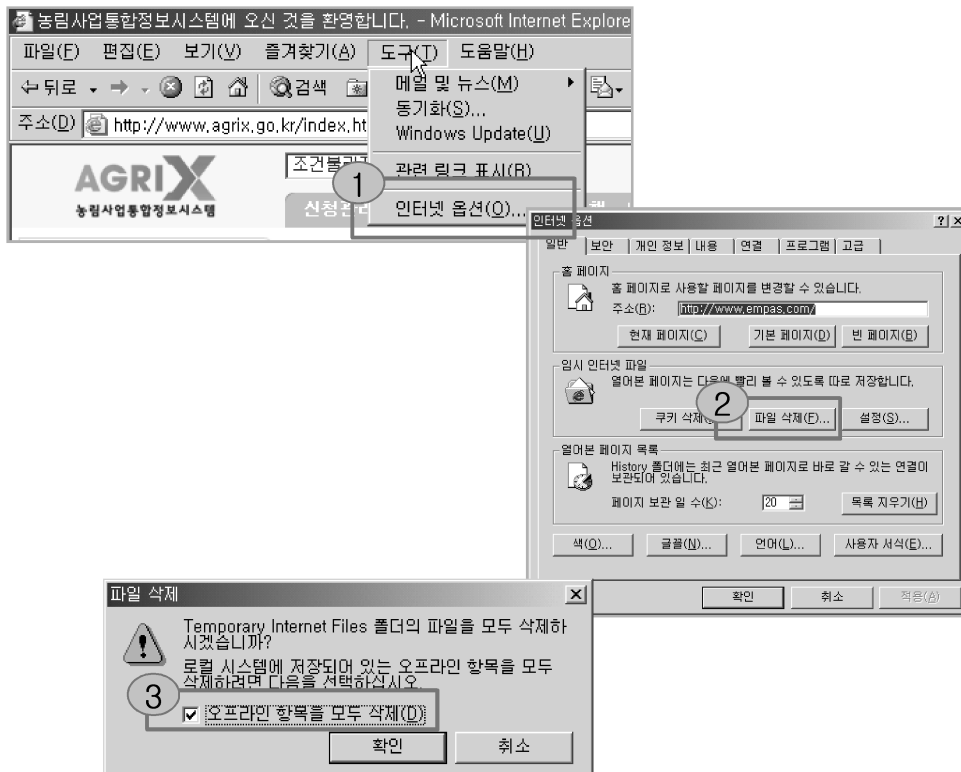 농림사업통합정보시스템에 오신 것을 환영합니다. - Microsoft Internet Explore
파일(F) 편집(E) 보기(V) 즐겨찾기(A) 도구(T) 도움말(H)
뒤로 검색
메일 및 뉴스(M)
동기화(S)...
Windows Update(U)
관련 링크 표시(R)
인터넷 옵션(O)...
주소(D) http://www.agrix.go.kr/index.ht
AGRIX
농림사업통합정보시스템
1
인터넷 옵션
일반 보안 개인 정보 내용 연결 프로그램 고급
홈 페이지
홈 페이지로 사용할 페이지를 변경할 수 있습니다.
주소(R): http://www.empas.com/
현재 페이지(C) 기본 페이지(D) 빈 페이지(B)
임시 인터넷 파일
열어본 페이지는 다음에 빨리 볼 수 있도록 따로 저장합니다.
2
쿠키 삭제 파일 삭제(F)... 설정(S)...
열어본 페이지 목록
History 폴더에는 최근 열어본 페이지로 바로 갈 수 있는 연결이
보관되어 있습니다.
페이지 보관 일 수(K): 20 목록 지우기(H)
색(O)... 글꼴(N)... 언어(L)... 사용자 서식(E)...
확인 취소 적용(A)
파일 삭제
Temporary Internet Files 폴더의 파일을 모두 삭제하
시겠습니까?
로컬 시스템에 저장되어 있는 오프라인 항목을 모두
삭제하려면 다음을 선택하십시오.
3
오프라인 항목을 모두 삭제(D)
확인 취소